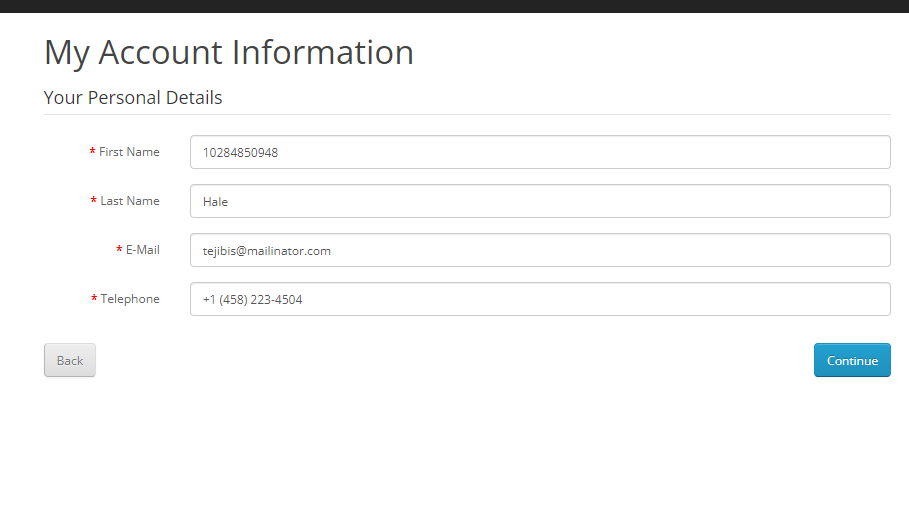 My Account Information
Your Personal Details
* First Name 10284850948
* Last Name Hale
* E-Mail tejibis@mailinator.com
* Telephone +1 (458) 223-4504
Back Continue